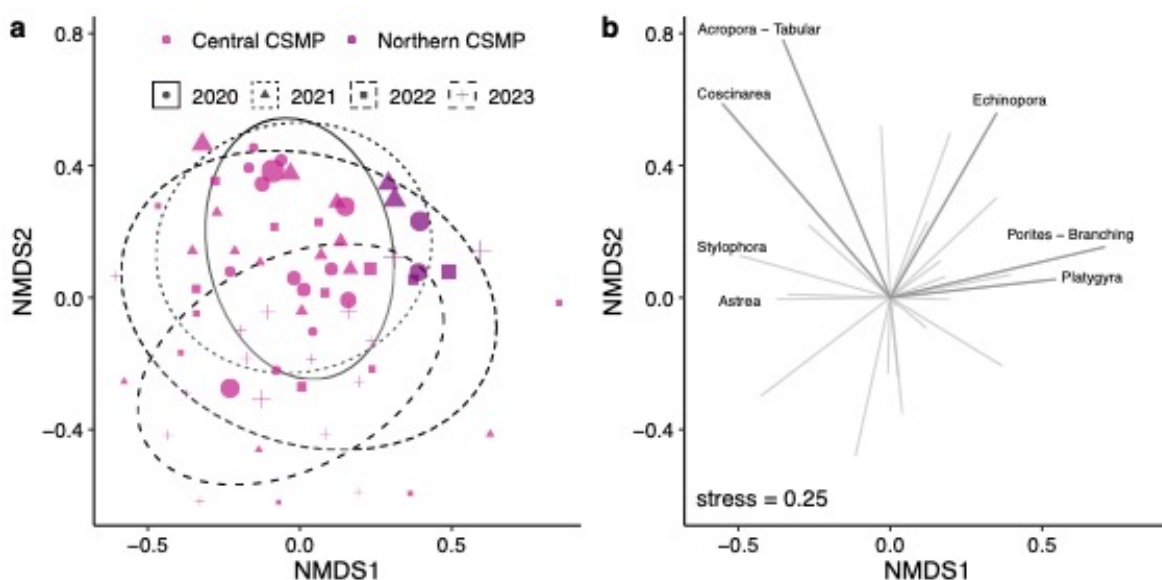 a
Central CSMP
Northern CSMP
2020
2021
2022
2023
0.8
0.4
0.0
−0.4
NMDS2
−0.5
0.0
0.5
NMDS1
b
Acropora − Tabular
Coscinarea
Echinopora
Stylophora
Porites − Branching
Astrea
Platygyra
0.8
0.4
0.0
−0.4
NMDS2
stress = 0.25
−0.5
0.0
0.5
NMDS1